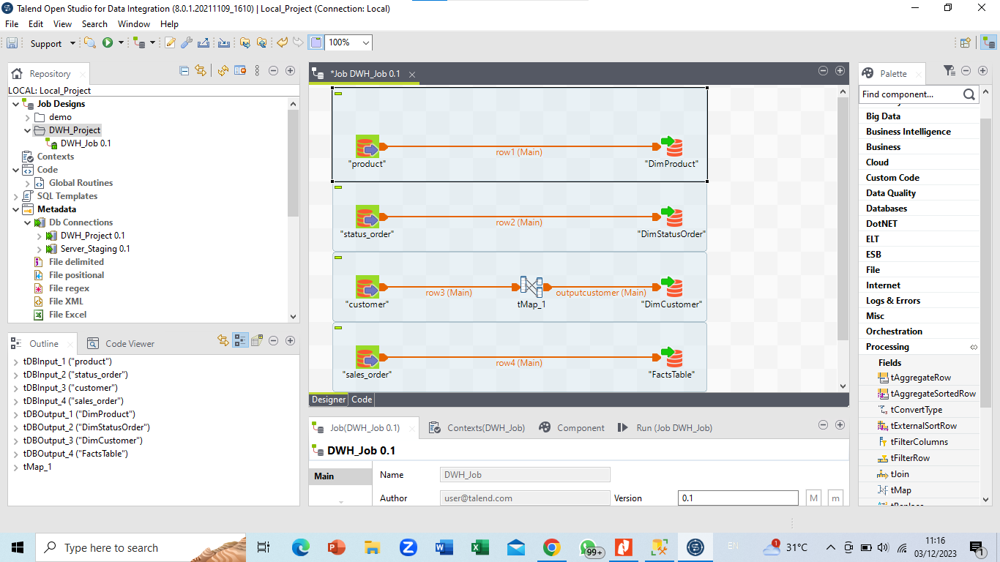 Talend Open Studio for Data Integration (8.0.1.20211109_1610) | Local_Project (Connection: Local)
File Edit View Search Window Help
Support 100%
Repository
LOCAL: Local_Project
Job Designs
demo
DWH_Project
DWH_Job 0.1
Contexts
Code
Global Routines
SQL Templates
Metadata
Db Connections
DWH_Project 0.1
Server_Staging 0.1
File delimited
File positional
File regex
File XML
File Excel
Outline Code Viewer
tDBInput_1 ("product")
tDBInput_2 ("status_order")
tDBInput_3 ("customer")
tDBInput_4 ("sales_order")
tDBOutput_1 ("DimProduct")
tDBOutput_2 ("DimStatusOrder")
tDBOutput_3 ("DimCustomer")
tDBOutput_4 ("FactsTable")
tMap_1
*Job DWH_Job 0.1
row1 (Main)
"product" "DimProduct"
row2 (Main)
"status_order" "DimStatusOrder"
row3 (Main) outputcustomer (Main)
"customer" tMap_1 "DimCustomer"
row4 (Main)
"sales_order" "FactsTable"
Designer Code
Job(DWH_Job 0.1) Contexts(DWH_Job) Component Run (Job DWH_Job)
DWH_Job 0.1
Main
Name DWH_Job
Author user@talend.com Version 0.1 M m
Palette
Find component...
Big Data
Business Intelligence
Business
Cloud
Custom Code
Data Quality
Databases
DotNET
ELT
ESB
File
Internet
Logs & Errors
Misc
Orchestration
Processing
Fields
tAggregateRow
tAggregateSortedRow
tConvertType
tExternalSortRow
tFilterColumns
tFilterRow
tJoin
tMap
Type here to search
99+
EN
1
31°C
11:16
03/12/2023
1